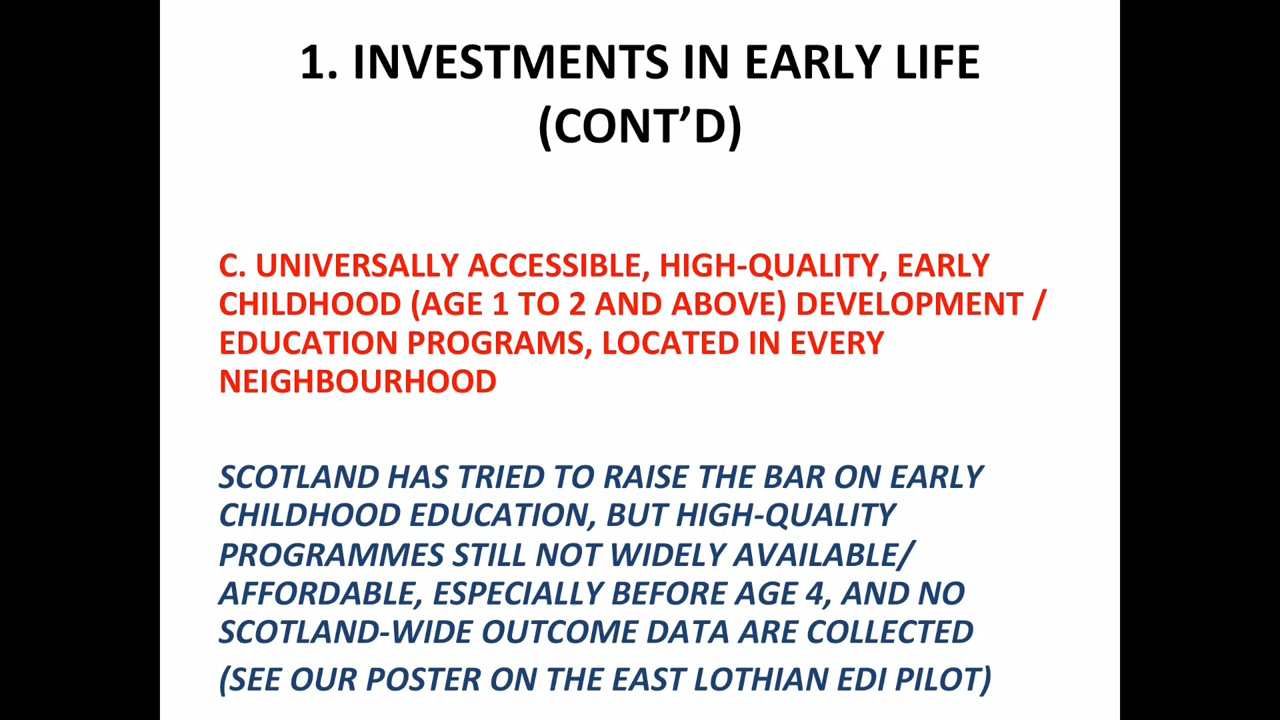 1. INVESTMENTS IN EARLY LIFE
(CONT’D)
C. UNIVERSALLY ACCESSIBLE, HIGH-QUALITY, EARLY
CHILDHOOD (AGE 1 TO 2 AND ABOVE) DEVELOPMENT /
EDUCATION PROGRAMS, LOCATED IN EVERY
NEIGHBOURHOOD
SCOTLAND HAS TRIED TO RAISE THE BAR ON EARLY
CHILDHOOD EDUCATION, BUT HIGH-QUALITY
PROGRAMMES STILL NOT WIDELY AVAILABLE/
AFFORDABLE, ESPECIALLY BEFORE AGE 4, AND NO
SCOTLAND-WIDE OUTCOME DATA ARE COLLECTED
(SEE OUR POSTER ON THE EAST LOTHIAN EDI PILOT)